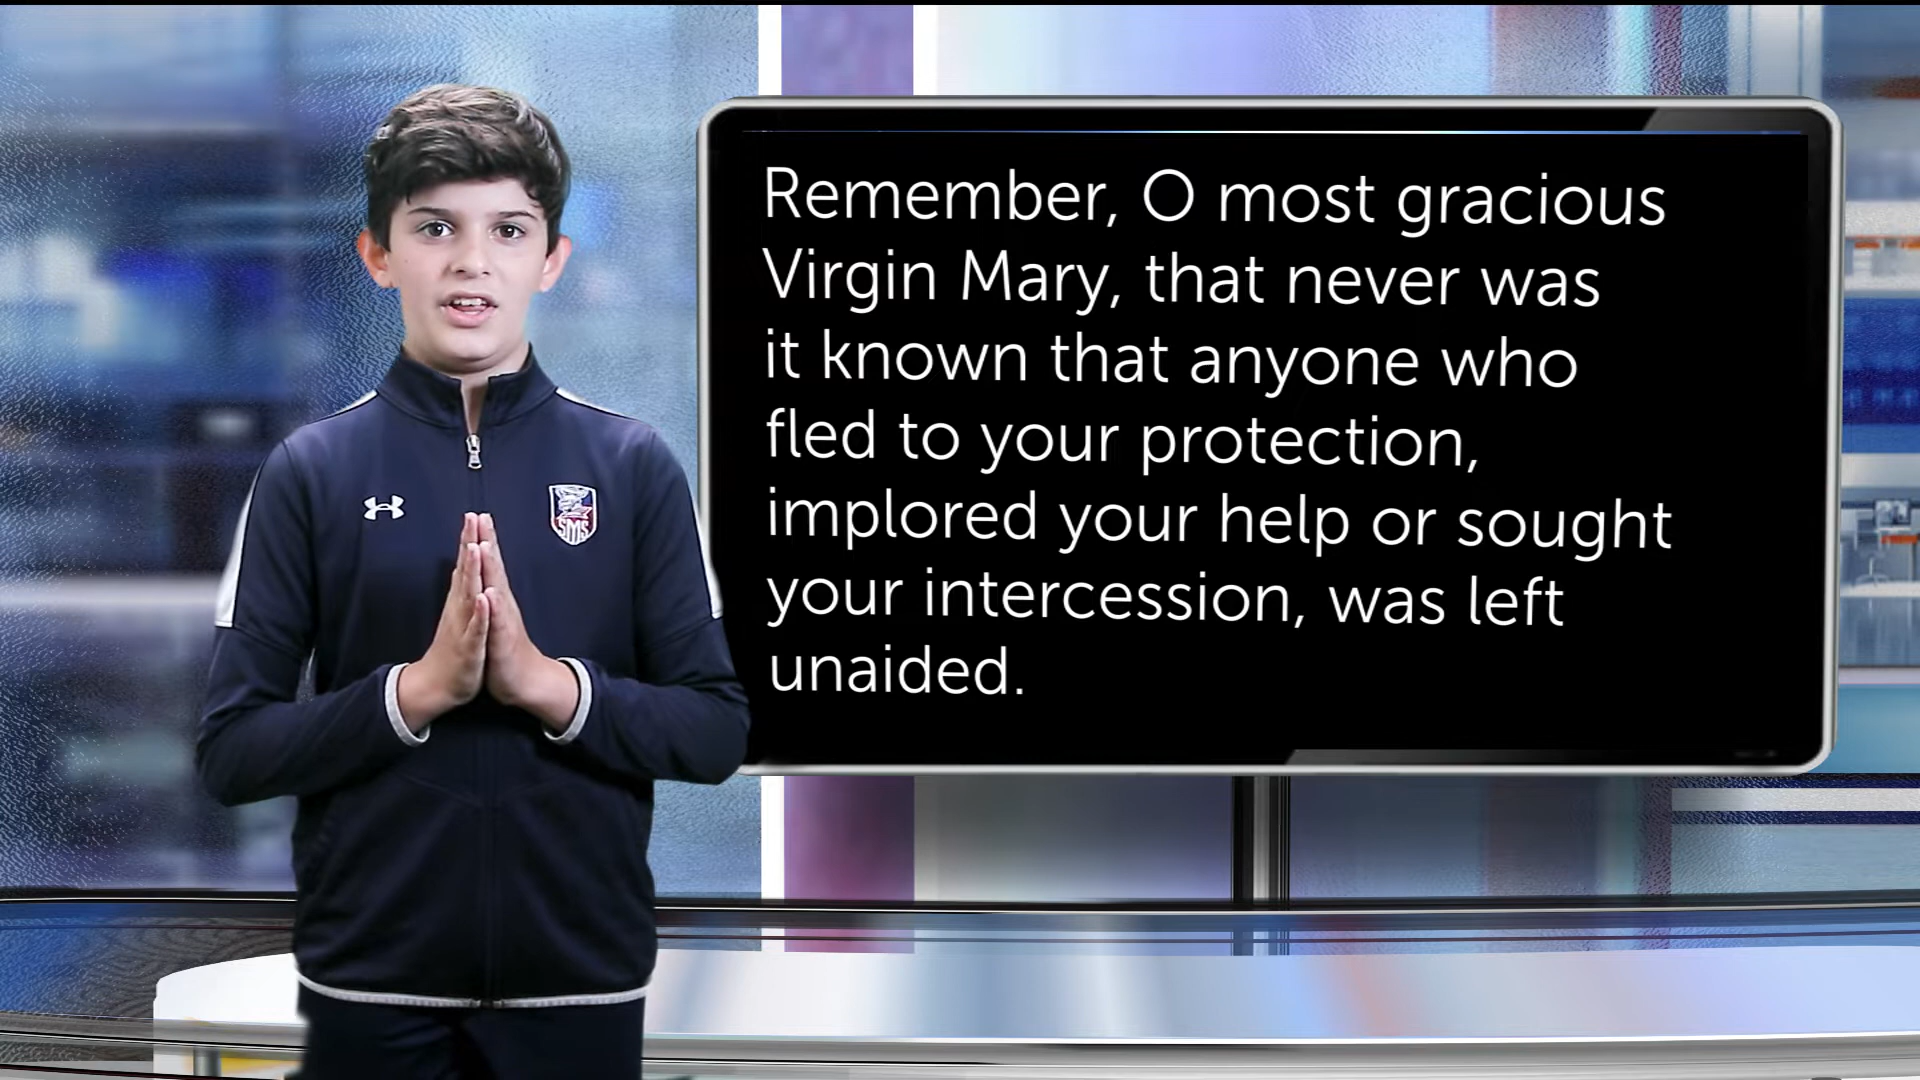 Remember, O most gracious
Virgin Mary, that never was
it known that anyone who
fled to your protection,
implored your help or sought
your intercession, was left
unaided.
SMS